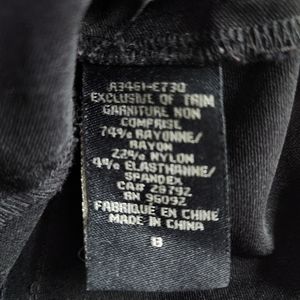 A3461-E730
EXCLUSIVE OF TRIM
GARNITURE NON
COMPRISE
74% RAYONNE/
RAYON
22% NYLON
4% ELASTHANNE/
SPANDEX
CA# 28792
RN 96092
FABRIQUÉ EN CHINE
MADE IN CHINA
8